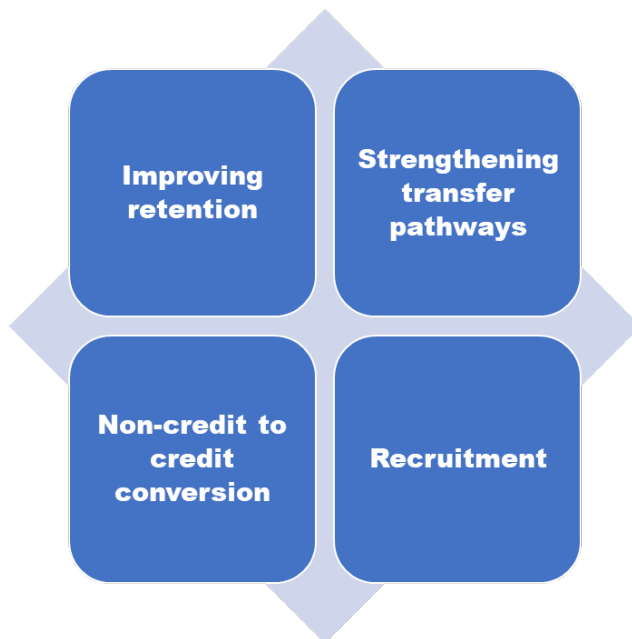 Improving
retention
Strengthening
transfer
pathways
Non-credit to
credit
conversion
Recruitment